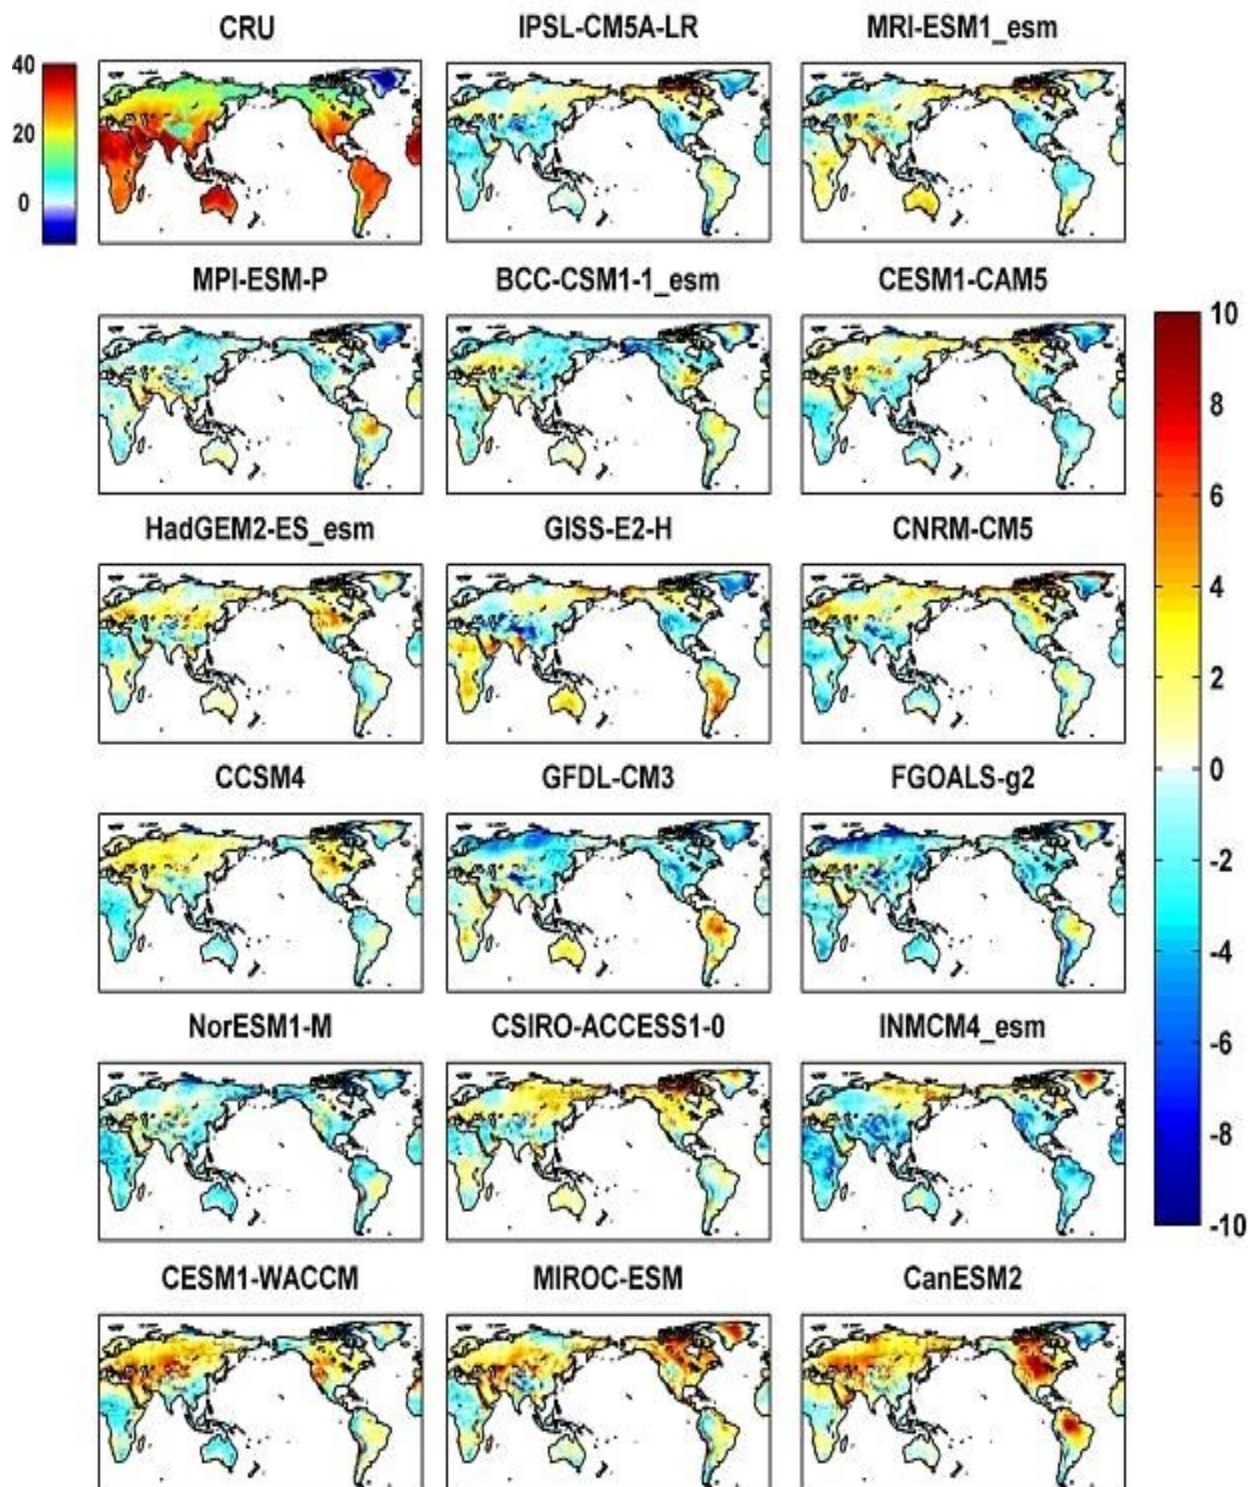 CRU IPSL-CM5A-LR MRI-ESM1_esm
40
20
0
MPI-ESM-P BCC-CSM1-1_esm CESM1-CAM5
10
8
6
4
2
0
-2
-4
-6
-8
-10
HadGEM2-ES_esm GISS-E2-H CNRM-CM5
CCSM4 GFDL-CM3 FGOALS-g2
NorESM1-M CSIRO-ACCESS1-0 INMCM4_esm
CESM1-WACCM MIROC-ESM CanESM2